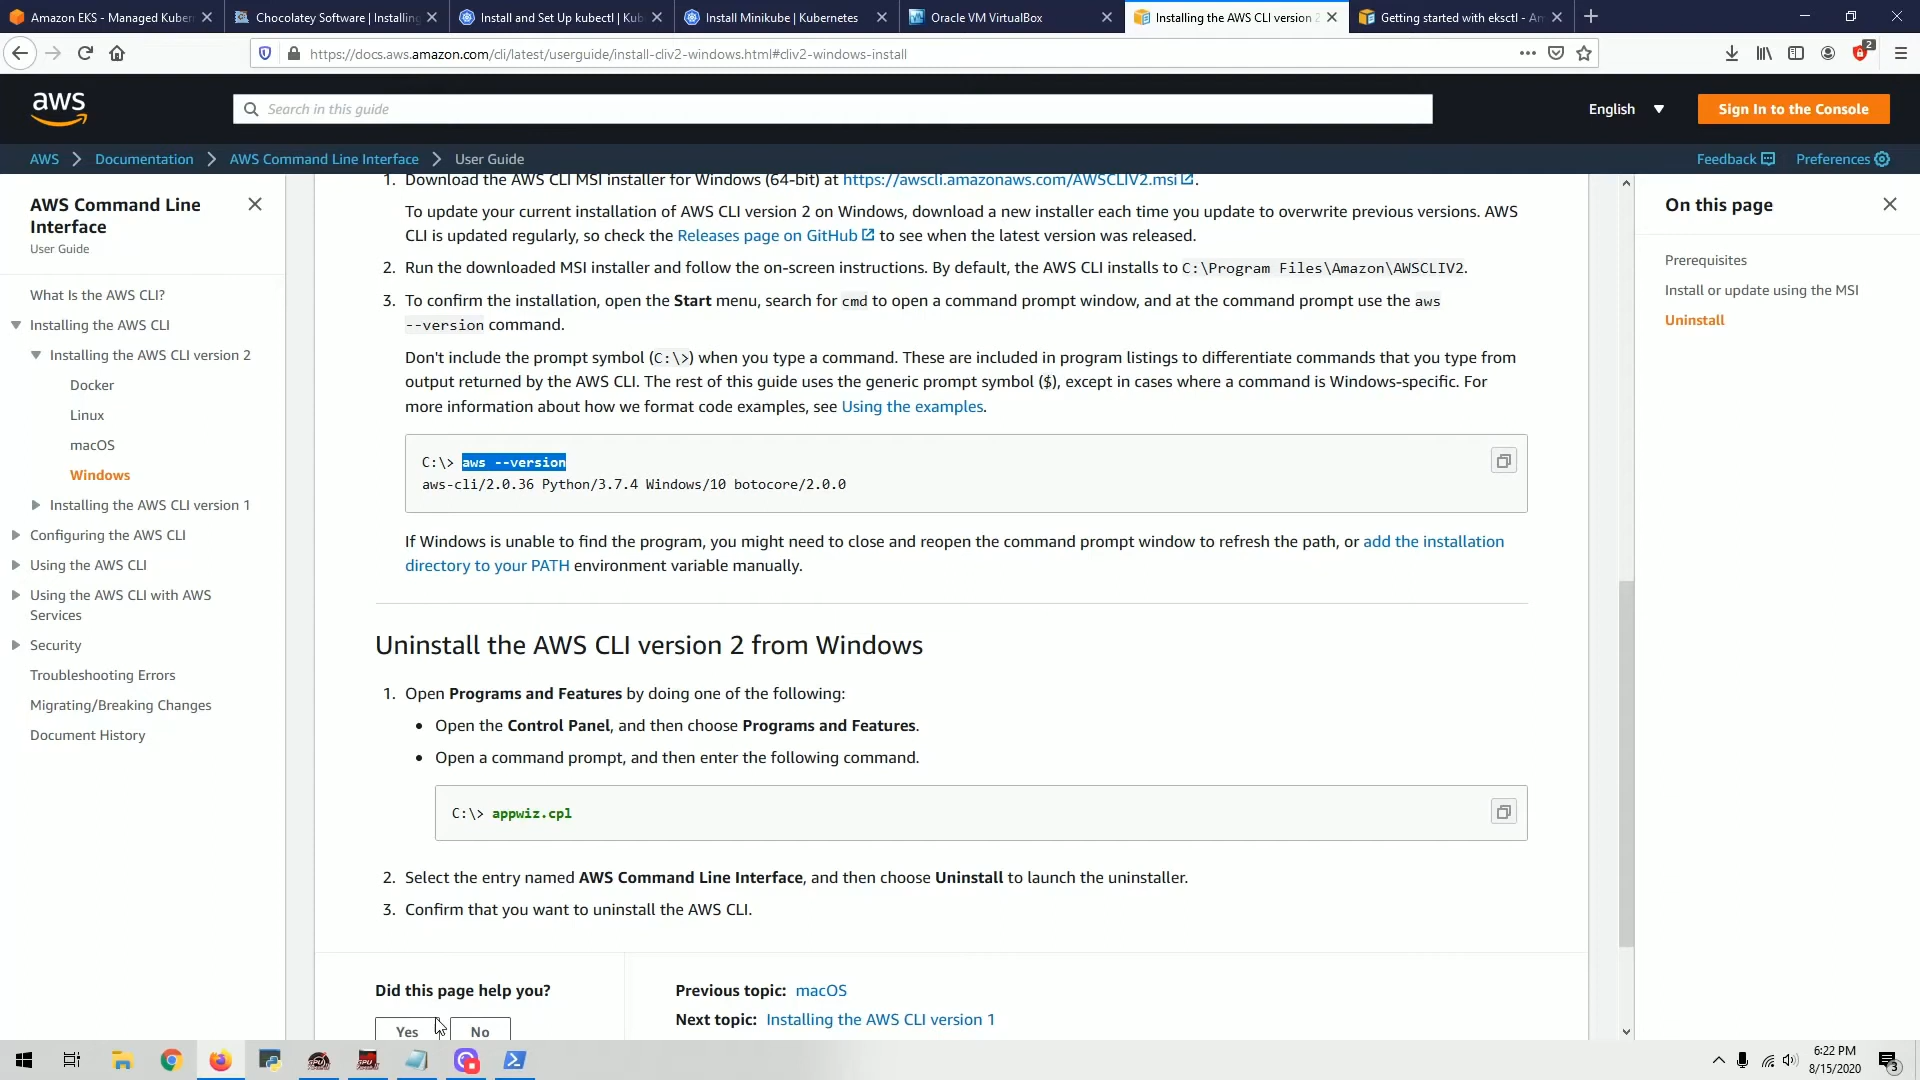 Amazon EKS - Managed Kubern
Chocolatey Software | Installing
Install and Set Up kubectl | Kub
Install Minikube | Kubernetes
Oracle VM VirtualBox
Installing the AWS CLI version 2
Getting started with eksctl - Am
https://docs.aws.amazon.com/cli/latest/userguide/install-cliv2-windows.html#cliv2-windows-install
2
aws
Search in this guide
English
Sign In to the Console
AWS
Documentation
AWS Command Line Interface
User Guide
Feedback
Preferences
AWS Command Line
Interface
User Guide
What Is the AWS CLI?
Installing the AWS CLI
Installing the AWS CLI version 2
Docker
Linux
macOS
Windows
Installing the AWS CLI version 1
Configuring the AWS CLI
Using the AWS CLI
Using the AWS CLI with AWS
Services
Security
Troubleshooting Errors
Migrating/Breaking Changes
Document History
1. Download the AWS CLI MSI installer for Windows (64-bit) at https://awscli.amazonaws.com/AWSCLIV2.msi.
To update your current installation of AWS CLI version 2 on Windows, download a new installer each time you update to overwrite previous versions. AWS
CLI is updated regularly, so check the Releases page on GitHub to see when the latest version was released.
2. Run the downloaded MSI installer and follow the on-screen instructions. By default, the AWS CLI installs to C:\Program Files\Amazon\AWSCLIV2.
3. To confirm the installation, open the Start menu, search for cmd to open a command prompt window, and at the command prompt use the aws
--version command.
Don't include the prompt symbol (C:\>) when you type a command. These are included in program listings to differentiate commands that you type from
output returned by the AWS CLI. The rest of this guide uses the generic prompt symbol ($), except in cases where a command is Windows-specific. For
more information about how we format code examples, see Using the examples.
C:\> aws --version
aws-cli/2.0.36 Python/3.7.4 Windows/10 botocore/2.0.0
If Windows is unable to find the program, you might need to close and reopen the command prompt window to refresh the path, or add the installation
directory to your PATH environment variable manually.
Uninstall the AWS CLI version 2 from Windows
1. Open Programs and Features by doing one of the following:
• Open the Control Panel, and then choose Programs and Features.
• Open a command prompt, and then enter the following command.
C:\> appwiz.cpl
2. Select the entry named AWS Command Line Interface, and then choose Uninstall to launch the uninstaller.
3. Confirm that you want to uninstall the AWS CLI.
Did this page help you?
Yes
No
Previous topic: macOS
Next topic: Installing the AWS CLI version 1
On this page
Prerequisites
Install or update using the MSI
Uninstall
6:22 PM
8/15/2020
3